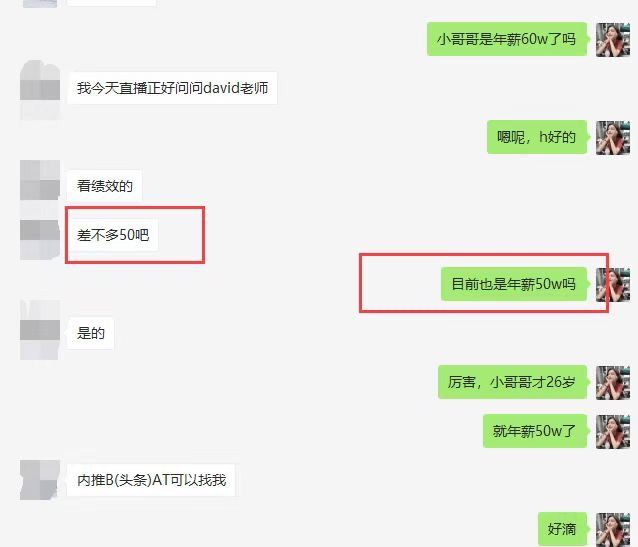 小哥哥是年薪60w了吗
我今天直播正好问问david老师
嗯呢，h好的
看绩效的
差不多50吧
目前也是年薪50w吗
是的
厉害，小哥哥才26岁
就年薪50w了
内推B(头条)AT可以找我
好滴